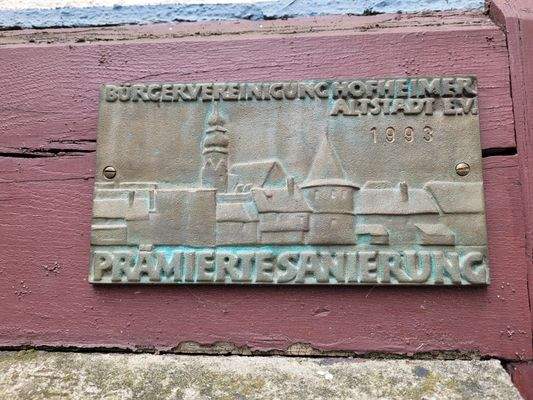 BÜRGERVEREINIGUNG HOFHEIMER
ALTSTADT E.V.
1993
PRÄMIERTE SANIERUNG